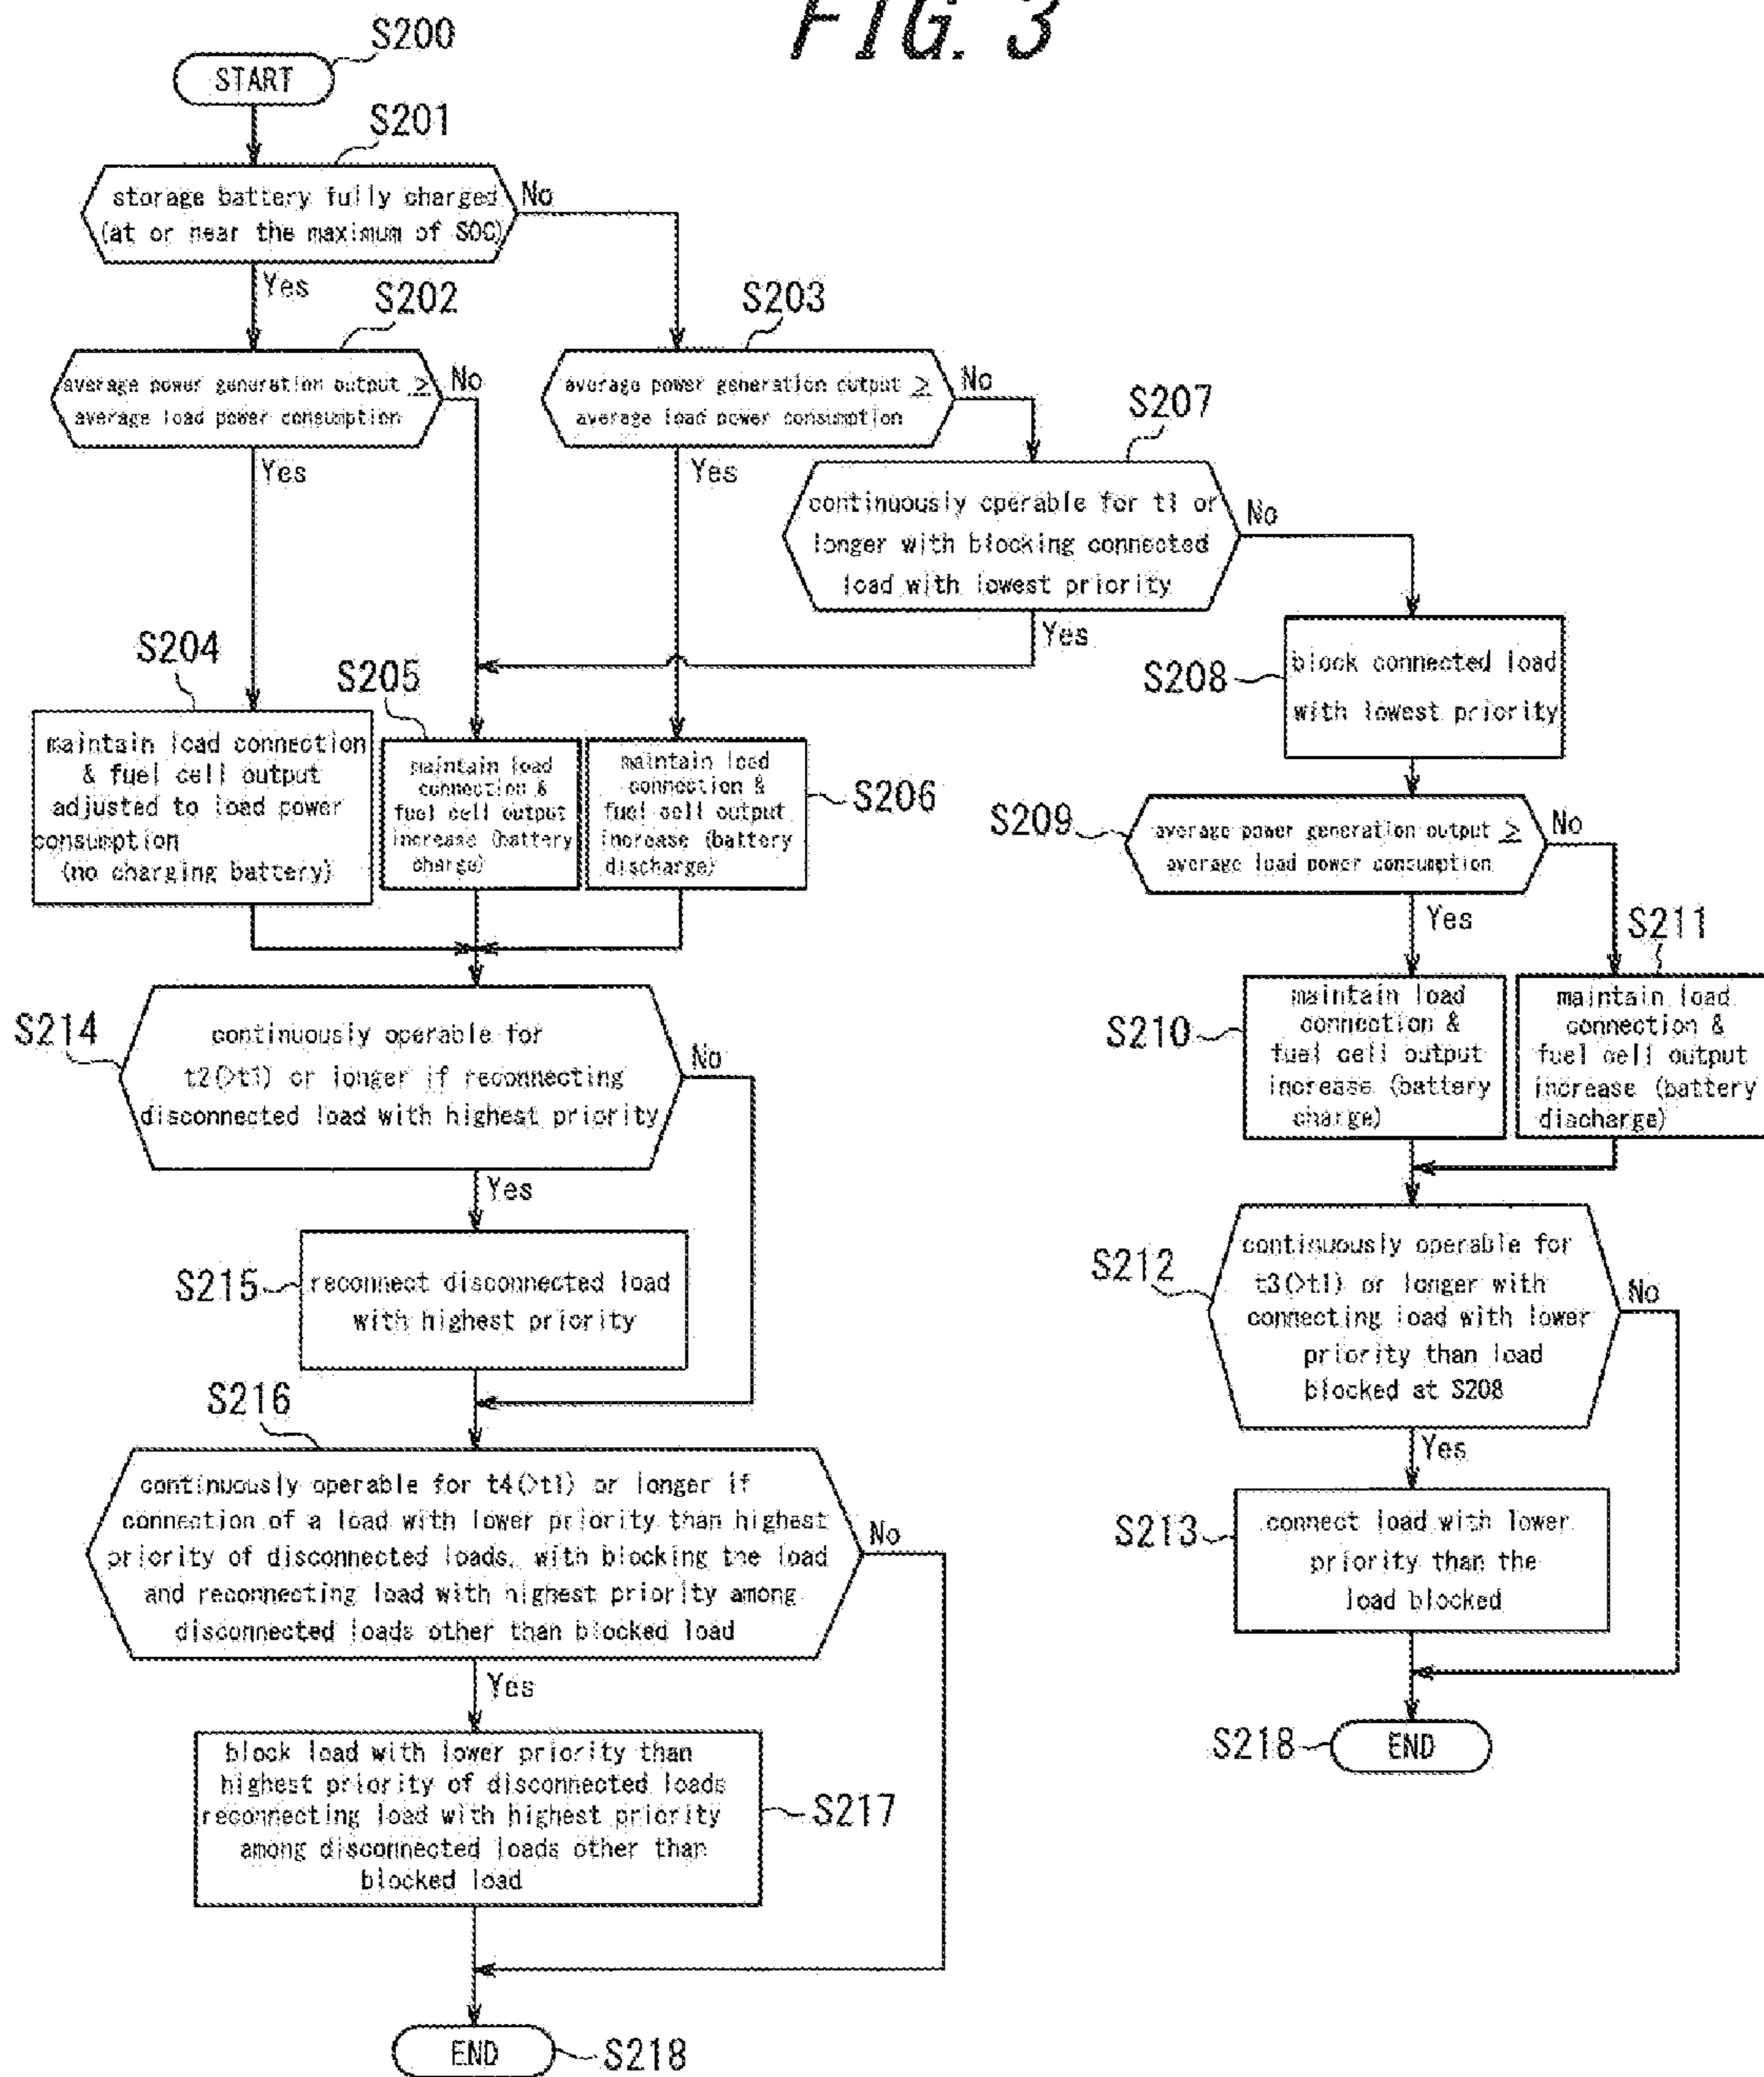 FIG. 3
S200
START
S201
storage battery fully charged
(at or near the maximum of SOC)
No
Yes
S202
average power generation output ≥
average load power consumption
No
Yes
S203
average power generation output ≥
average load power consumption
No
Yes
S207
continuously operable for t1 or
longer with blocking connected
load with lowest priority
No
Yes
S204
maintain load connection
& fuel cell output
adjusted to load power
consumption
(no charging battery)
S205
maintain load
connection &
fuel cell output
increase (battery
charge)
maintain load
connection &
fuel cell output
increase (battery
discharge)
S206
S208
block connected load
with lowest priority
S209
average power generation output ≥
average load power consumption
No
Yes
S210
maintain load
connection &
fuel cell output
increase (battery
charge)
S211
maintain load
connection &
fuel cell output
increase (battery
discharge)
S212
continuously operable for
t3(>t1) or longer with
connecting load with lower
priority than load
blocked at S208
No
Yes
S213
connect load with lower
priority than the
load blocked
S218
END
S214
continuously operable for
t2(>t1) or longer if reconnecting
disconnected load with highest priority
No
Yes
S215
reconnect disconnected load
with highest priority
S216
continuously operable for t4(>t1) or longer if
connection of a load with lower priority than highest
priority of disconnected loads, with blocking the load
and reconnecting load with highest priority among
disconnected loads other than blocked load
No
Yes
block load with lower priority than
highest priority of disconnected loads
reconnecting load with highest priority
among disconnected loads other than
blocked load
S217
END
S218